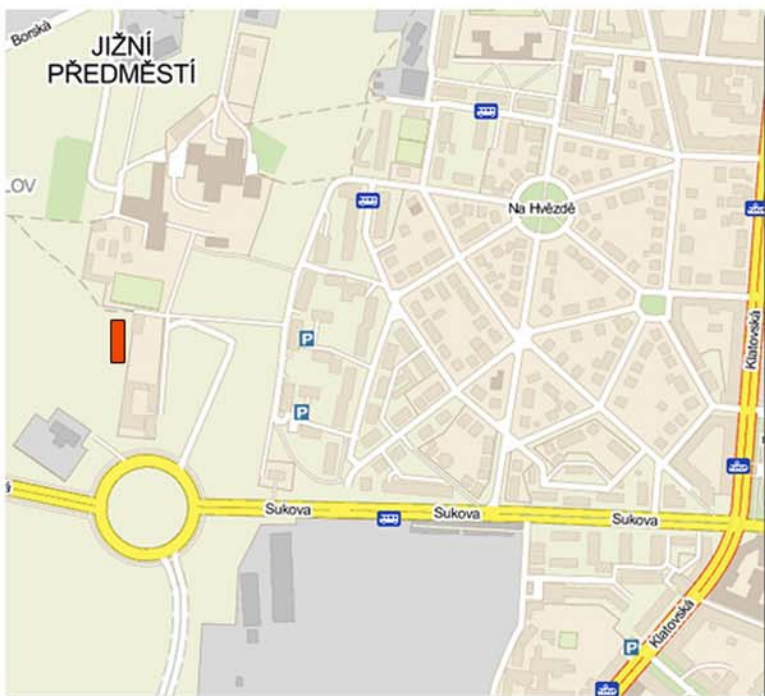 Borská
JIŽNÍ
PŘEDMĚSTÍ
LOV
Na Hvězdě
Klatovská
P
P
Sukova
Sukova
Sukova
Klatovská
P